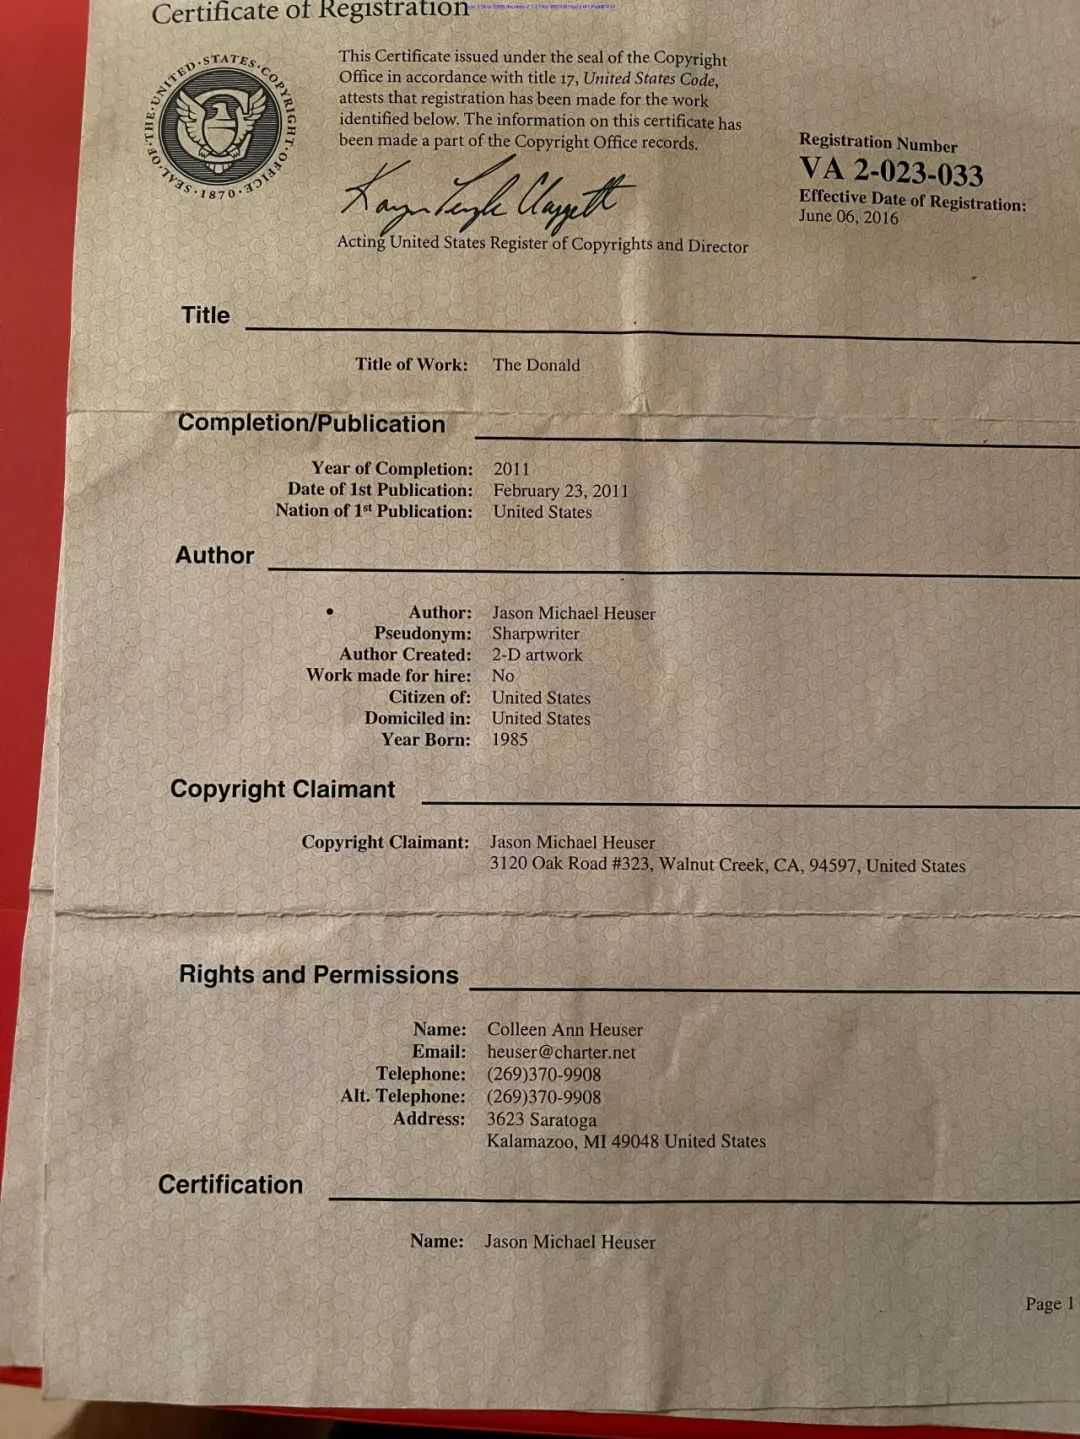 Certificate of Registration
SEAL·OF·THE·UNITED·STATES·COPYRIGHT·OFFICE·1870·
This Certificate issued under the seal of the Copyright
Office in accordance with title 17, United States Code,
attests that registration has been made for the work
identified below. The information on this certificate has
been made a part of the Copyright Office records.
Acting United States Register of Copyrights and Director
Registration Number
VA 2-023-033
Effective Date of Registration:
June 06, 2016
Title
Title of Work: The Donald
Completion/Publication
Year of Completion: 2011
Date of 1st Publication: February 23, 2011
Nation of 1st Publication: United States
Author
• Author: Jason Michael Heuser
Pseudonym: Sharpwriter
Author Created: 2-D artwork
Work made for hire: No
Citizen of: United States
Domiciled in: United States
Year Born: 1985
Copyright Claimant
Copyright Claimant: Jason Michael Heuser
3120 Oak Road #323, Walnut Creek, CA, 94597, United States
Rights and Permissions
Name: Colleen Ann Heuser
Email: heuser@charter.net
Telephone: (269)370-9908
Alt. Telephone: (269)370-9908
Address: 3623 Saratoga
Kalamazoo, MI 49048 United States
Certification
Name: Jason Michael Heuser
Page 1